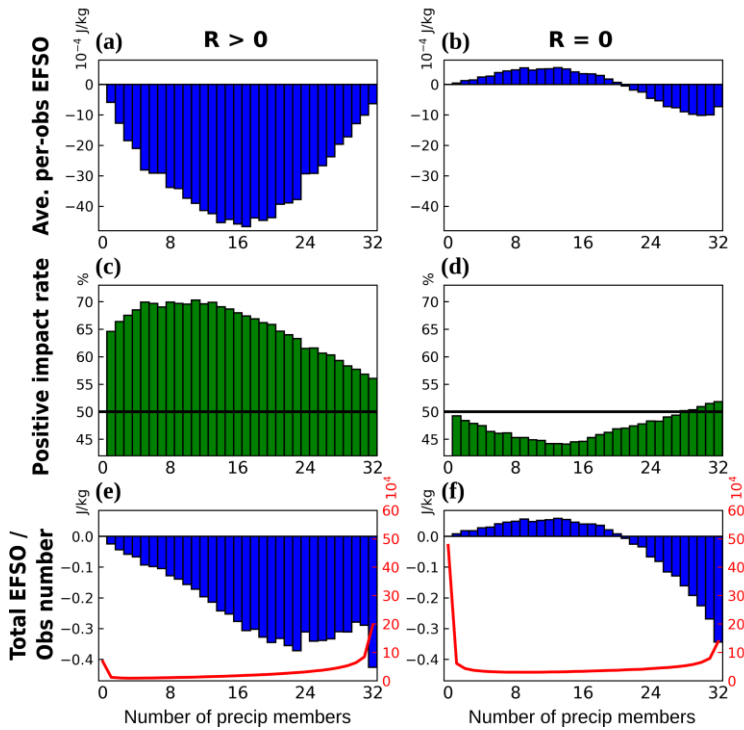 (a) R > 0
(b) R = 0
10⁻⁴ J/kg
10⁻⁴ J/kg
Ave. per-obs EFSO
0
−10
−20
−30
−40
0 8 16 24 32
0
−10
−20
−30
−40
0 8 16 24 32
(c)
(d)
%
%
Positive impact rate
70
65
60
55
50
45
0 8 16 24 32
70
65
60
55
50
45
0 8 16 24 32
(e)
(f)
J/kg
10⁴
J/kg
10⁴
Total EFSO /
Obs number
0.0
−0.1
−0.2
−0.3
−0.4
60
50
40
30
20
10
0
0 8 16 24 32
Number of precip members
0.0
−0.1
−0.2
−0.3
−0.4
60
50
40
30
20
10
0
0 8 16 24 32
Number of precip members